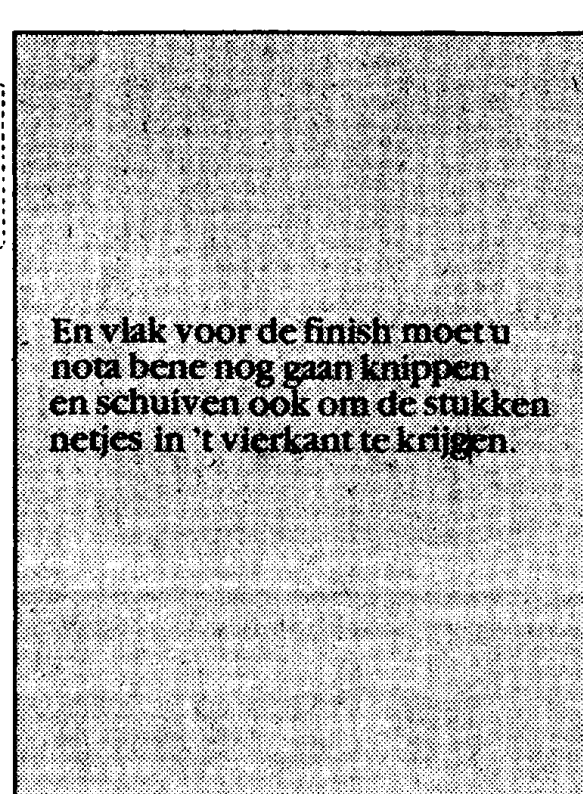 En vlak voor de finish moet u
nota bene nog gaan knippen
en schuiven ook om de stukken
netjes in 't vierkant te krijgen.